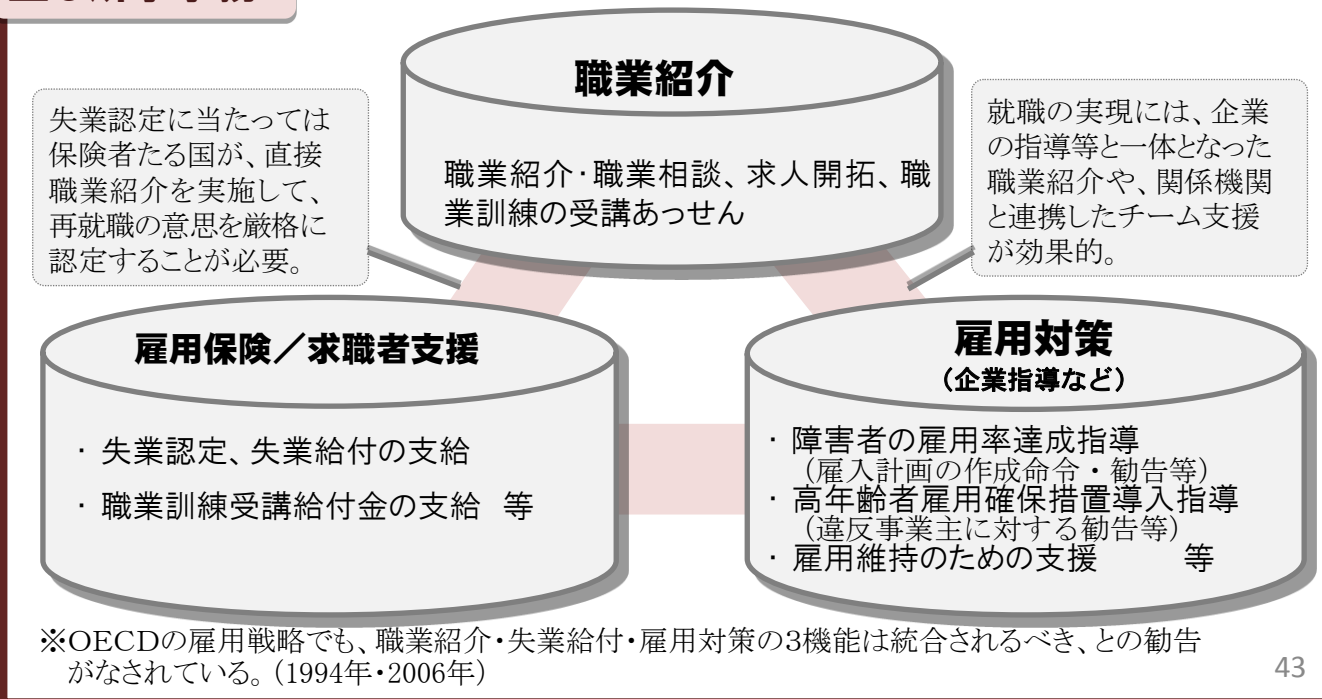 職業紹介
職業紹介・職業相談、求人開拓、職
業訓練の受講あっせん
失業認定に当たっては
保険者たる国が、直接
職業紹介を実施して、
再就職の意思を厳格に
認定することが必要。
就職の実現には、企業
の指導等と一体となった
職業紹介や、関係機関
と連携したチーム支援
が効果的。
雇用保険／求職者支援
・ 失業認定、失業給付の支給
・ 職業訓練受講給付金の支給 等
雇用対策
（企業指導など）
・ 障害者の雇用率達成指導
（雇入計画の作成命令・勧告等）
・ 高年齢者雇用確保措置導入指導
（違反事業主に対する勧告等）
・ 雇用維持のための支援 等
※OECDの雇用戦略でも、職業紹介・失業給付・雇用対策の3機能は統合されるべき、との勧告
がなされている。（1994年・2006年）
43